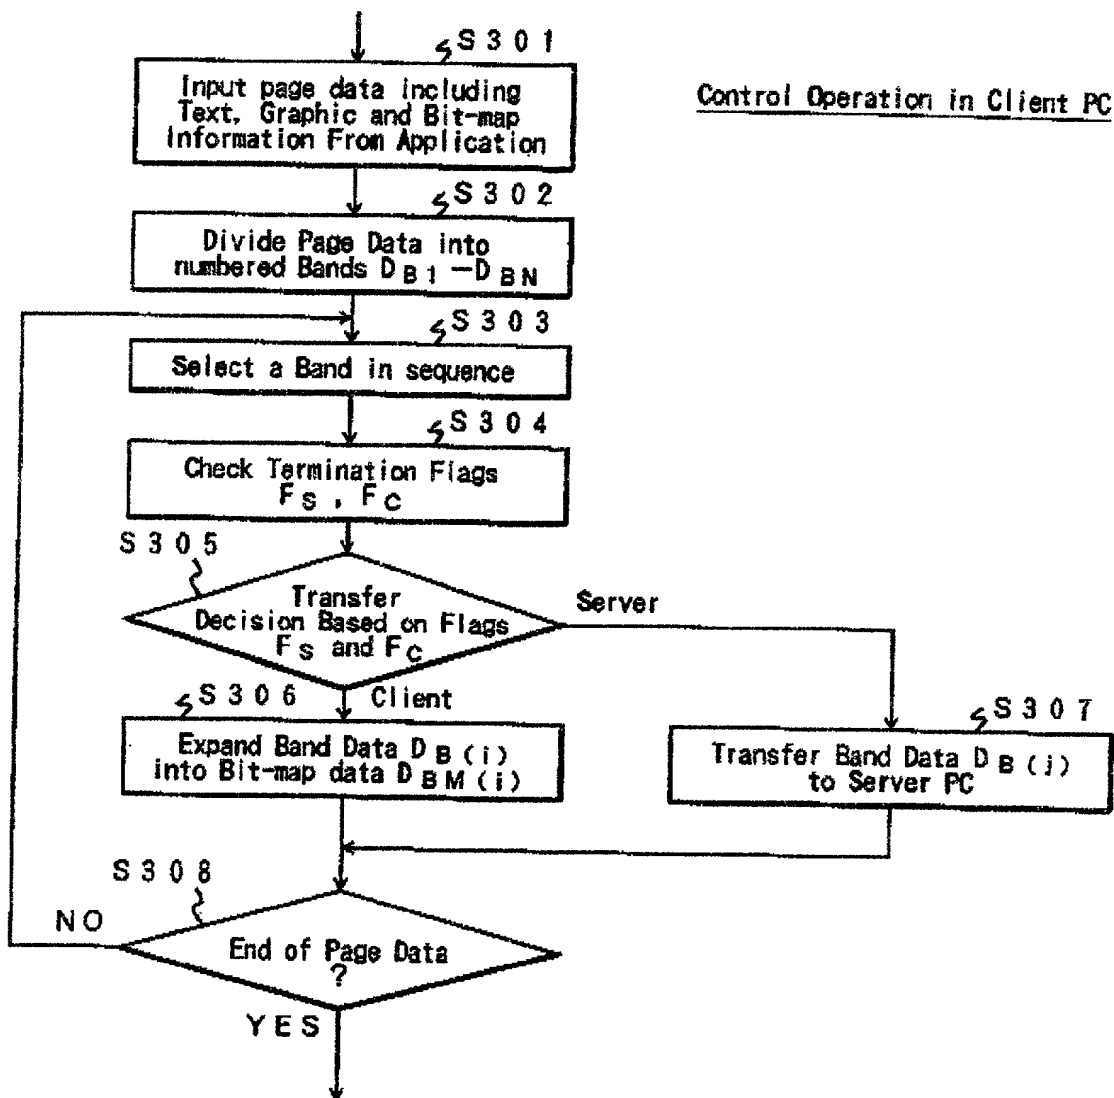 S301
Input page data including
Text, Graphic and Bit-map
Information From Application
Control Operation in Client PC
S302
Divide Page Data into
numbered Bands DB1-DBN
S303
Select a Band in sequence
S304
Check Termination Flags
FS, FC
S305
Transfer
Decision Based on Flags
FS and FC
Server
Client
S306
Expand Band Data DB(i)
into Bit-map data DBM(i)
S307
Transfer Band Data DB(j)
to Server PC
S308
NO
End of Page Data
?
YES